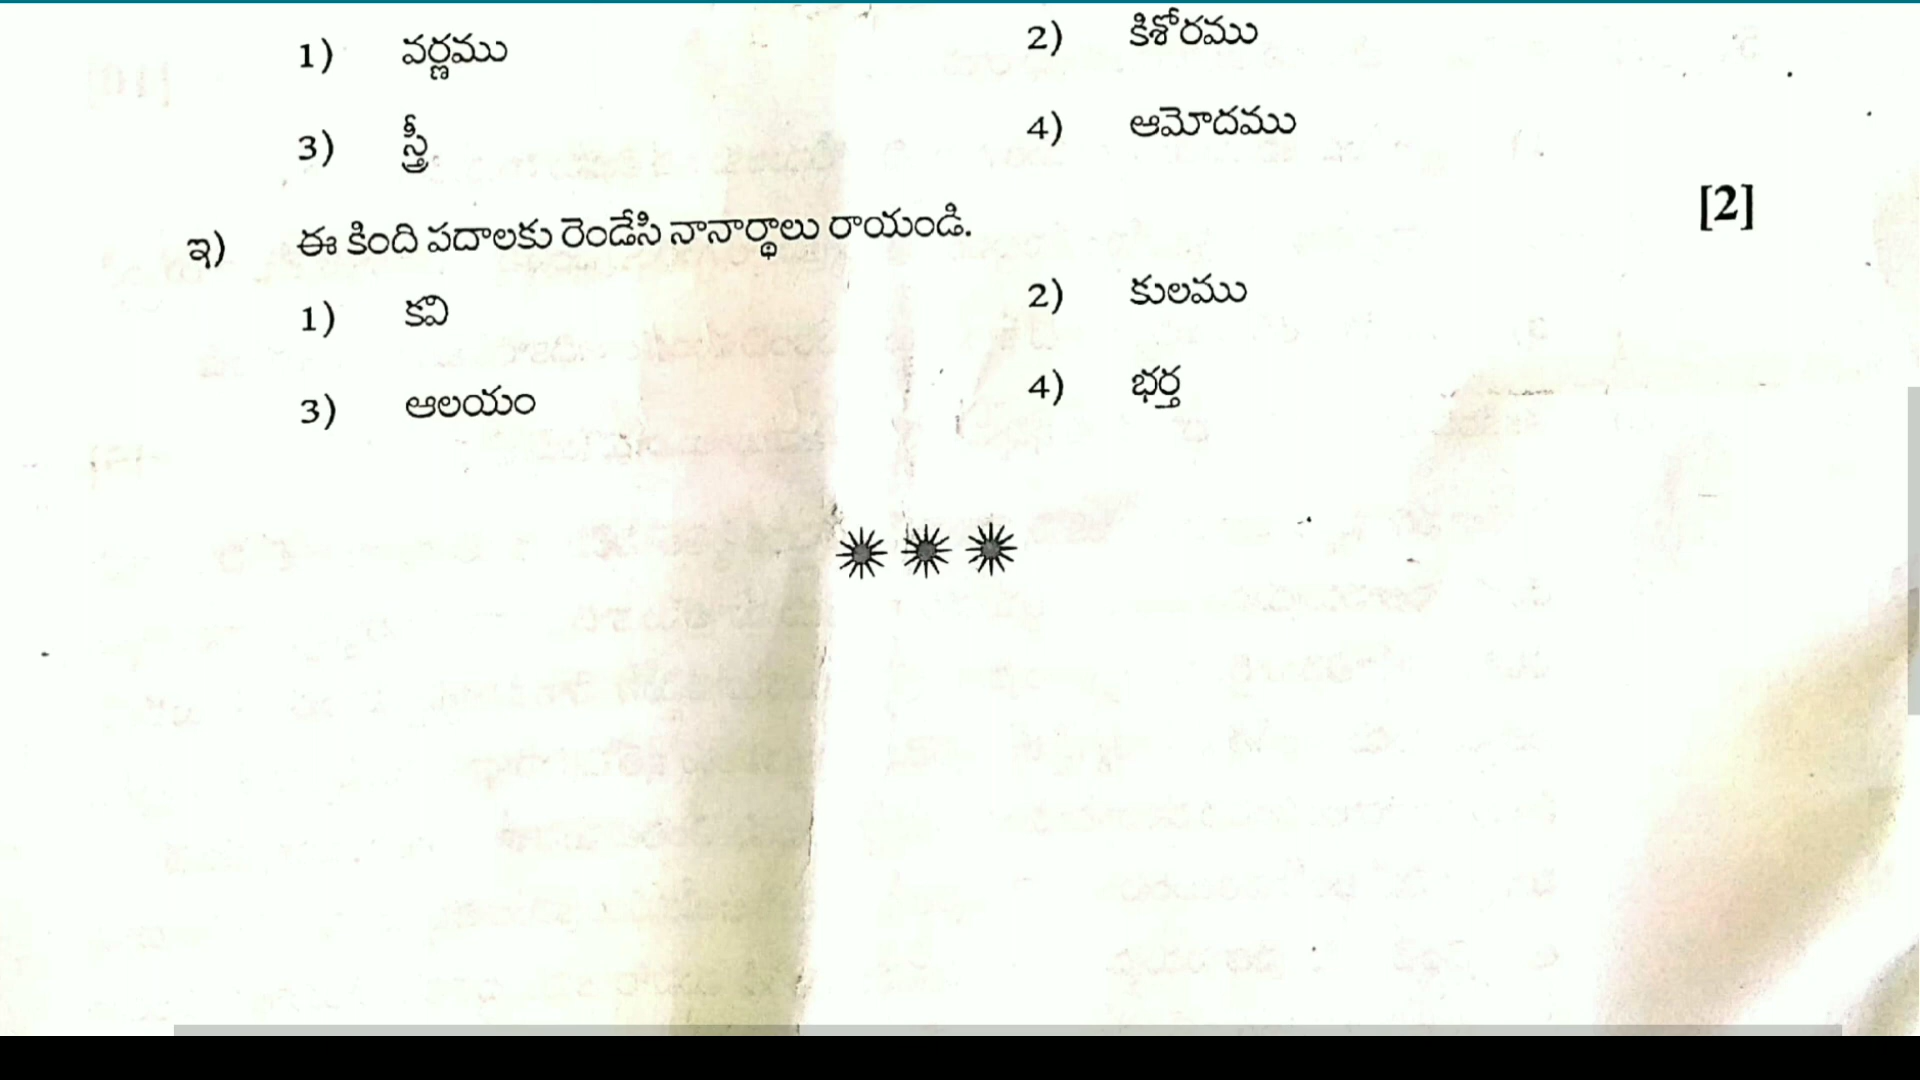 1) వర్ణము 2) కిశోరము
3) స్త్రీ 4) ఆమోదము
[2]
ఇ) ఈ కింది పదాలకు రెండేసి నానార్థాలు రాయండి.
1) కవి 2) కులము
3) ఆలయం 4) భర్త